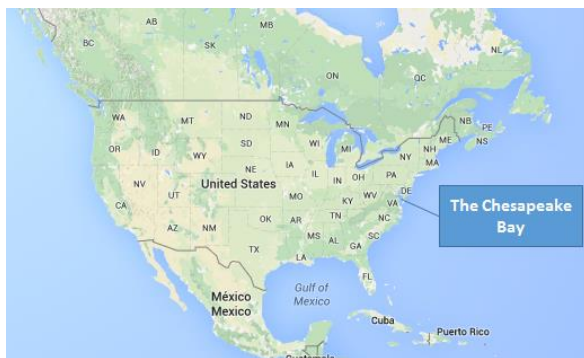 AB
MB
BC
SK
NL
ON
QC
NB
PE
NS
WA
MT
ND
MN
ME
OR
ID
SD
WI
MI
NH
NY
MA
WY
NE
IA
IL
IN
OH
PA
NV
UT
United States
MO
KY
WV
VA
DE
CA
AZ
NM
OK
AR
TN
NC
MS
AL
SC
GA
TX
LA
FL
The Chesapeake
Bay
Gulf of
Mexico
México
Mexico
Cuba
Puerto Rico